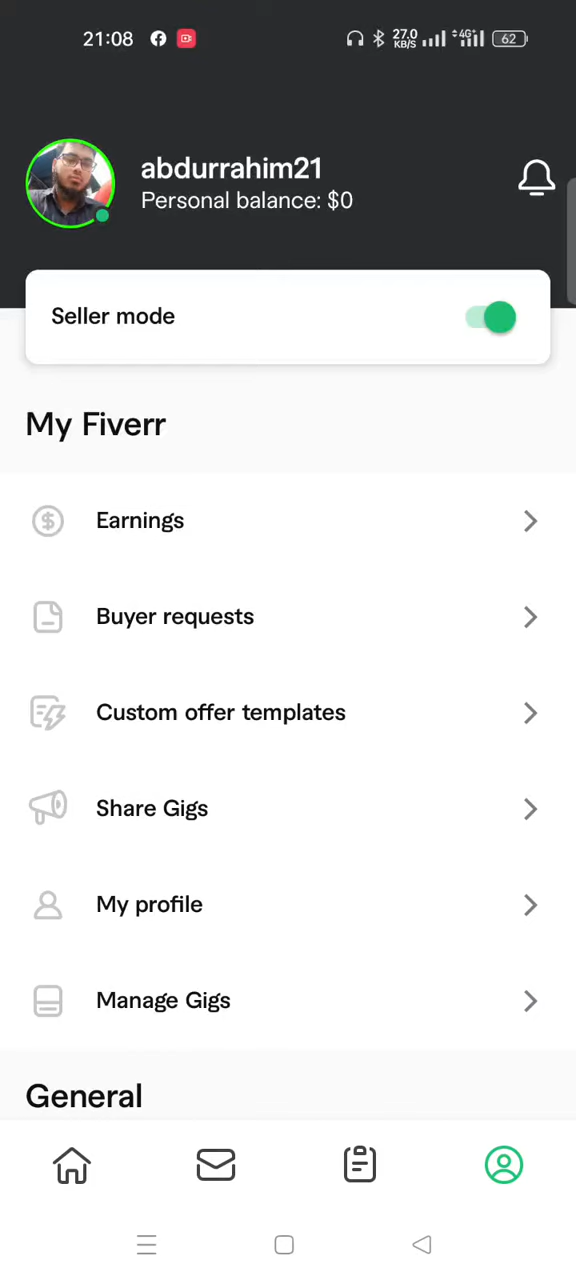 21:08 27.0 KB/S 4G+ 62
abdurrahim21
Personal balance: $0
Seller mode
My Fiverr
Earnings
Buyer requests
Custom offer templates
Share Gigs
My profile
Manage Gigs
General